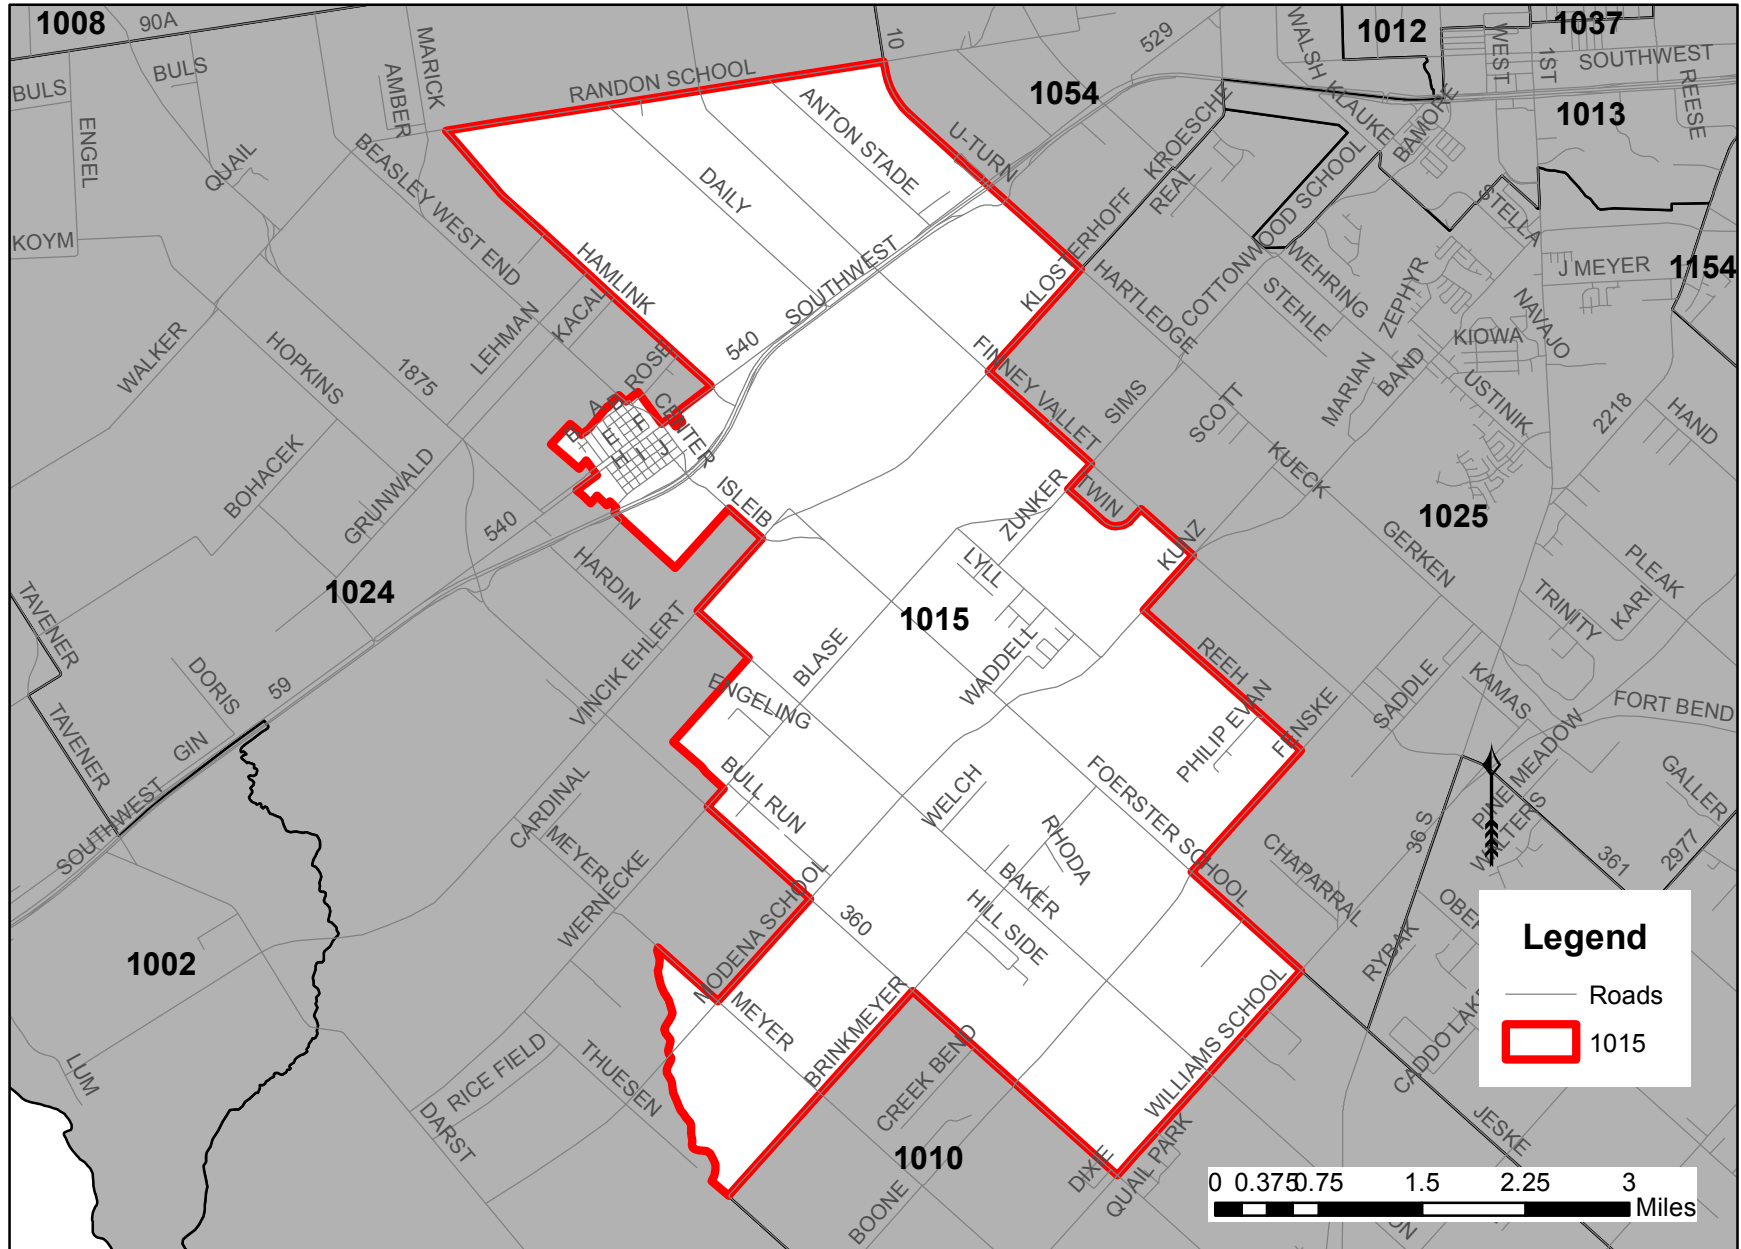 1008
90A
BULS
BULS
MARICK
AMBER
ENGEL
QUAIL
KOYM
RANDON SCHOOL
10
529
1054
WALSH
KLAUKE
1012
WEST
1037
1ST
SOUTHWEST
REESE
1013
BAMORE
BEASLEY WEST END
ANTON STADE
DAILY
U-TURN
KROESCHE
REAL
KLOSTERHOFF
COTTONWOOD SCHOOL
STELLA
J MEYER
1154
HAMLINK
SOUTHWEST
540
HARTLEDGE
WEHRING
STEHLE
ZEPHYR
NAVAJO
KIOWA
WALKER
HOPKINS
1875
LEHMAN
KACAL
ROSE
CENTER
A
B
B
E
F
H
I
J
FINNEY VALLET
SIMS
SCOTT
MARIAN
BAND
USTINIK
2218
HAND
BOHACEK
GRUNWALD
540
ISLEIB
ZUNKER
TWIN
KUNZ
KUECK
1025
GERKEN
LYLL
HARDIN
1024
TAVENER
1015
BLASE
WADDELL
VINCIK EHLERT
ENGELING
REEH
PHILIP EVAN
FENSKE
SADDLE
KAMAS
TRINITY
KARI
PLEAK
FORT BEND
DORIS
59
TAVENER
GIN
SOUTHWEST
BULL RUN
CARDINAL
MEYER
WERNECKE
WELCH
FOERSTER SCHOOL
RHODA
BAKER
HILL SIDE
360
CHAPARRAL
36 S
PINE MEADOW
WALTERS
GALLER
361
2977
RYBAK
1002
MODENA SCHOOL
MEYER
BRINKMEYER
CREEK BEND
WILLIAMS SCHOOL
CADDO LAKE
LUM
RICE FIELD
THUESEN
DARST
1010
BOONE
DIXIE
QUAIL PARK
JESKE
Legend
Roads
1015
0 0.375 0.75 1.5 2.25 3
Miles